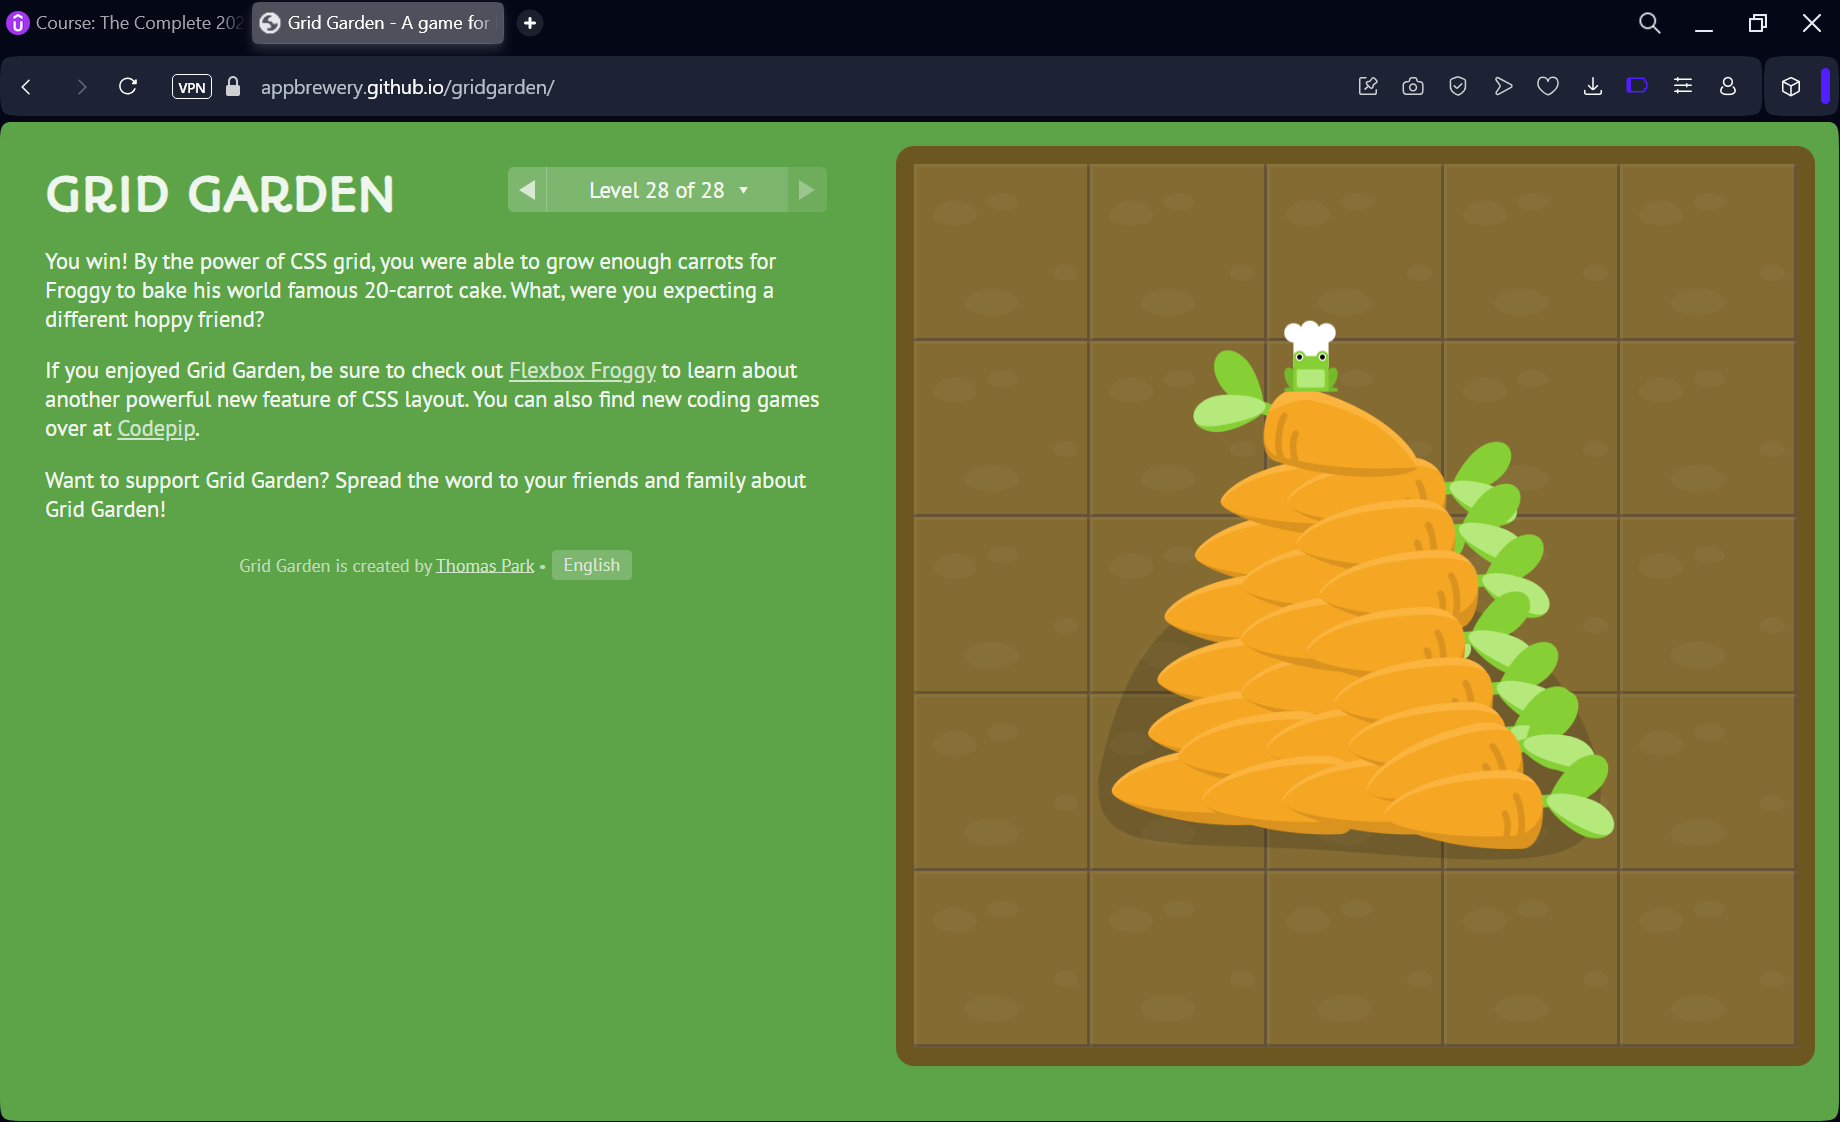 Course: The Complete 202
Grid Garden - A game for
VPN
appbrewery.github.io/gridgarden/
GRID GARDEN
Level 28 of 28
You win! By the power of CSS grid, you were able to grow enough carrots for
Froggy to bake his world famous 20-carrot cake. What, were you expecting a
different hoppy friend?
If you enjoyed Grid Garden, be sure to check out Flexbox Froggy to learn about
another powerful new feature of CSS layout. You can also find new coding games
over at Codepip.
Want to support Grid Garden? Spread the word to your friends and family about
Grid Garden!
Grid Garden is created by Thomas Park • English